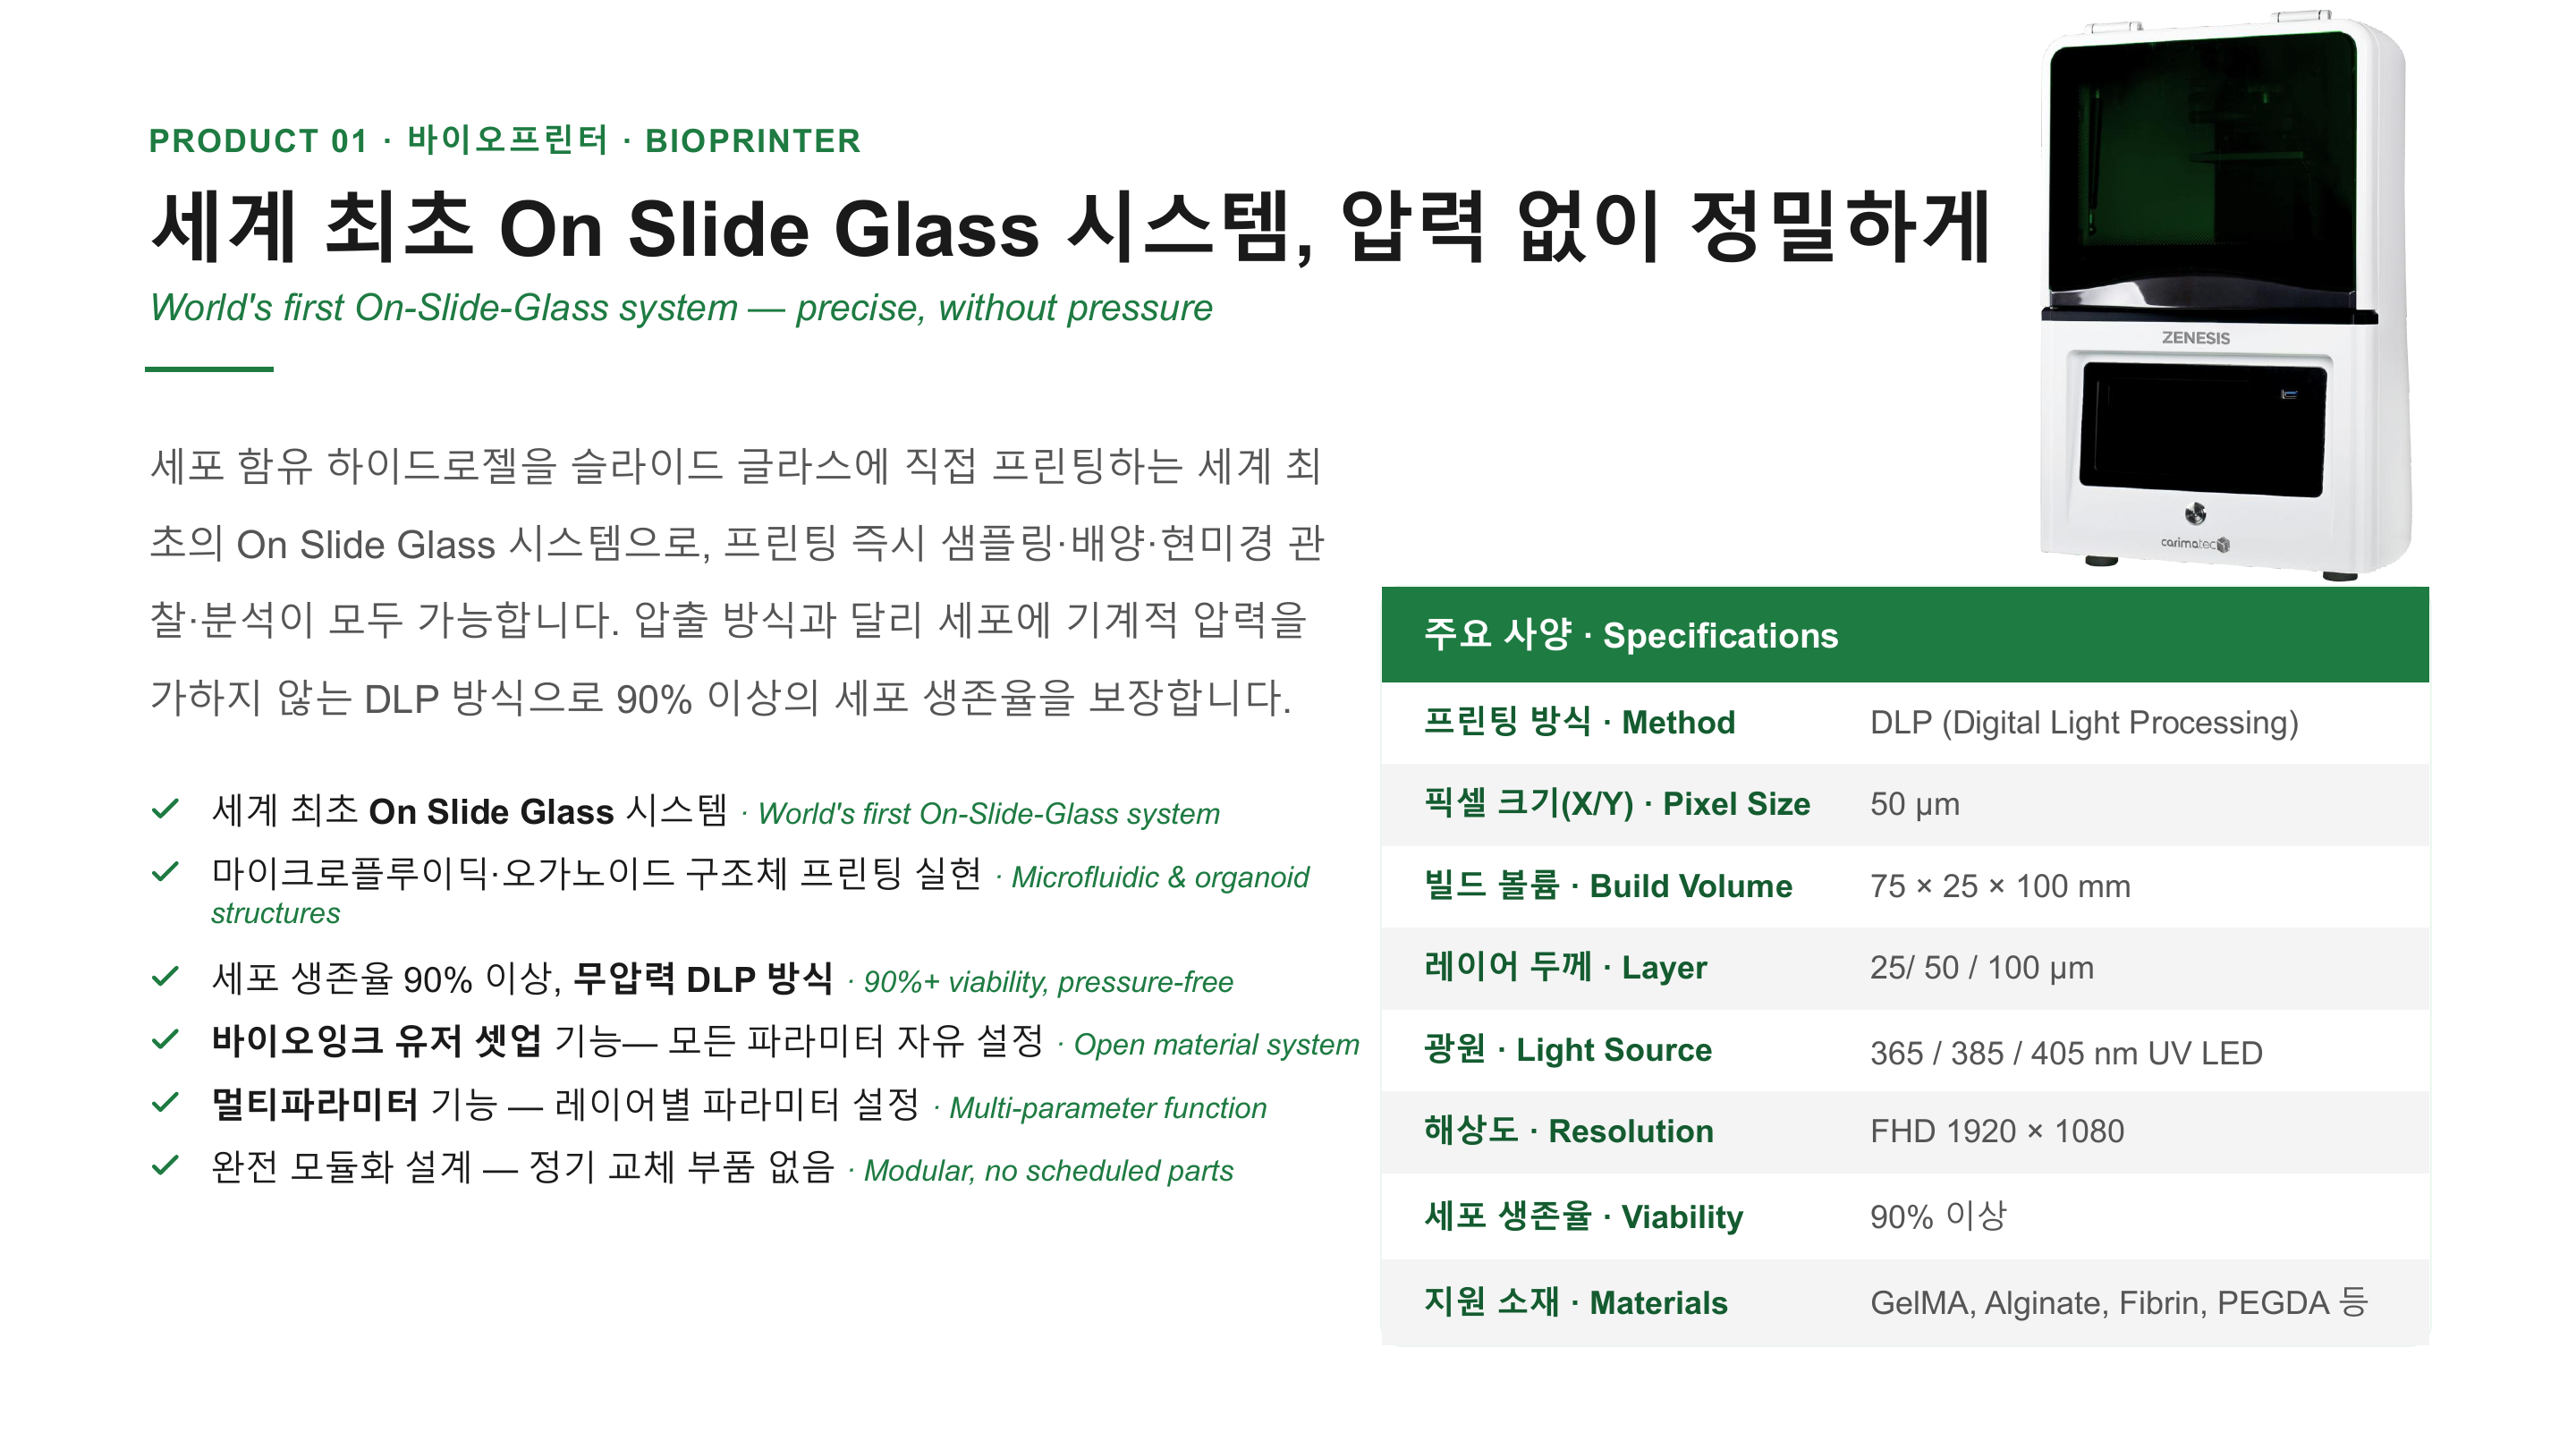 PRODUCT 01 · 바이오프린터 · BIOPRINTER
세계 최초 On Slide Glass 시스템, 압력 없이 정밀하게
World's first On-Slide-Glass system — precise, without pressure
ZENESIS
carimatec
세포 함유 하이드로젤을 슬라이드 글라스에 직접 프린팅하는 세계 최
초의 On Slide Glass 시스템으로, 프린팅 즉시 샘플링·배양·현미경 관
찰·분석이 모두 가능합니다. 압출 방식과 달리 세포에 기계적 압력을
가하지 않는 DLP 방식으로 90% 이상의 세포 생존율을 보장합니다.
세계 최초 On Slide Glass 시스템 · World's first On-Slide-Glass system
마이크로플루이딕·오가노이드 구조체 프린팅 실현 · Microfluidic & organoid
structures
세포 생존율 90% 이상, 무압력 DLP 방식 · 90%+ viability, pressure-free
바이오잉크 유저 셋업 기능— 모든 파라미터 자유 설정 · Open material system
멀티파라미터 기능 — 레이어별 파라미터 설정 · Multi-parameter function
완전 모듈화 설계 — 정기 교체 부품 없음 · Modular, no scheduled parts
주요 사양 · Specifications
프린팅 방식 · Method DLP (Digital Light Processing)
픽셀 크기(X/Y) · Pixel Size 50 µm
빌드 볼륨 · Build Volume 75 × 25 × 100 mm
레이어 두께 · Layer 25/ 50 / 100 µm
광원 · Light Source 365 / 385 / 405 nm UV LED
해상도 · Resolution FHD 1920 × 1080
세포 생존율 · Viability 90% 이상
지원 소재 · Materials GelMA, Alginate, Fibrin, PEGDA 등